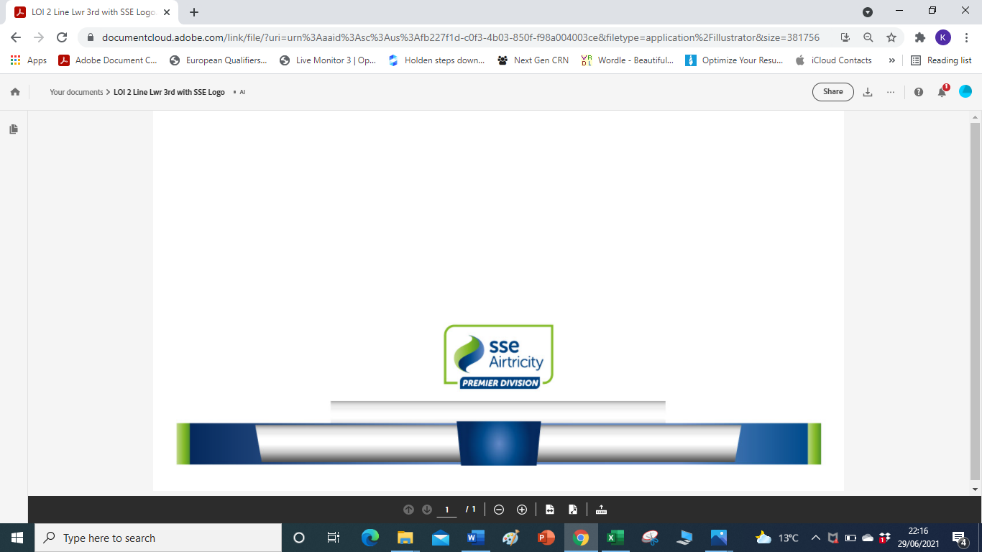 LOI 2 Line Lwr 3rd with SSE Logo
documentcloud.adobe.com/link/file/?uri=urn%3Aaaid%3Asc%3Aus%3Afb227f1d-c0f3-4b03-850f-f98a004003ce&filetype=application%2Fillustrator&size=381756
K
Apps Adobe Document C... European Qualifiers... Live Monitor 3 | Op... Holden steps down... Next Gen CRN Wordle - Beautiful... Optimize Your Resu... iCloud Contacts » Reading list
Your documents > LOI 2 Line Lwr 3rd with SSE Logo • AI Share
sse
Airtricity
PREMIER DIVISION
1 / 1
Type here to search
13°C
22:16
29/06/2021
4